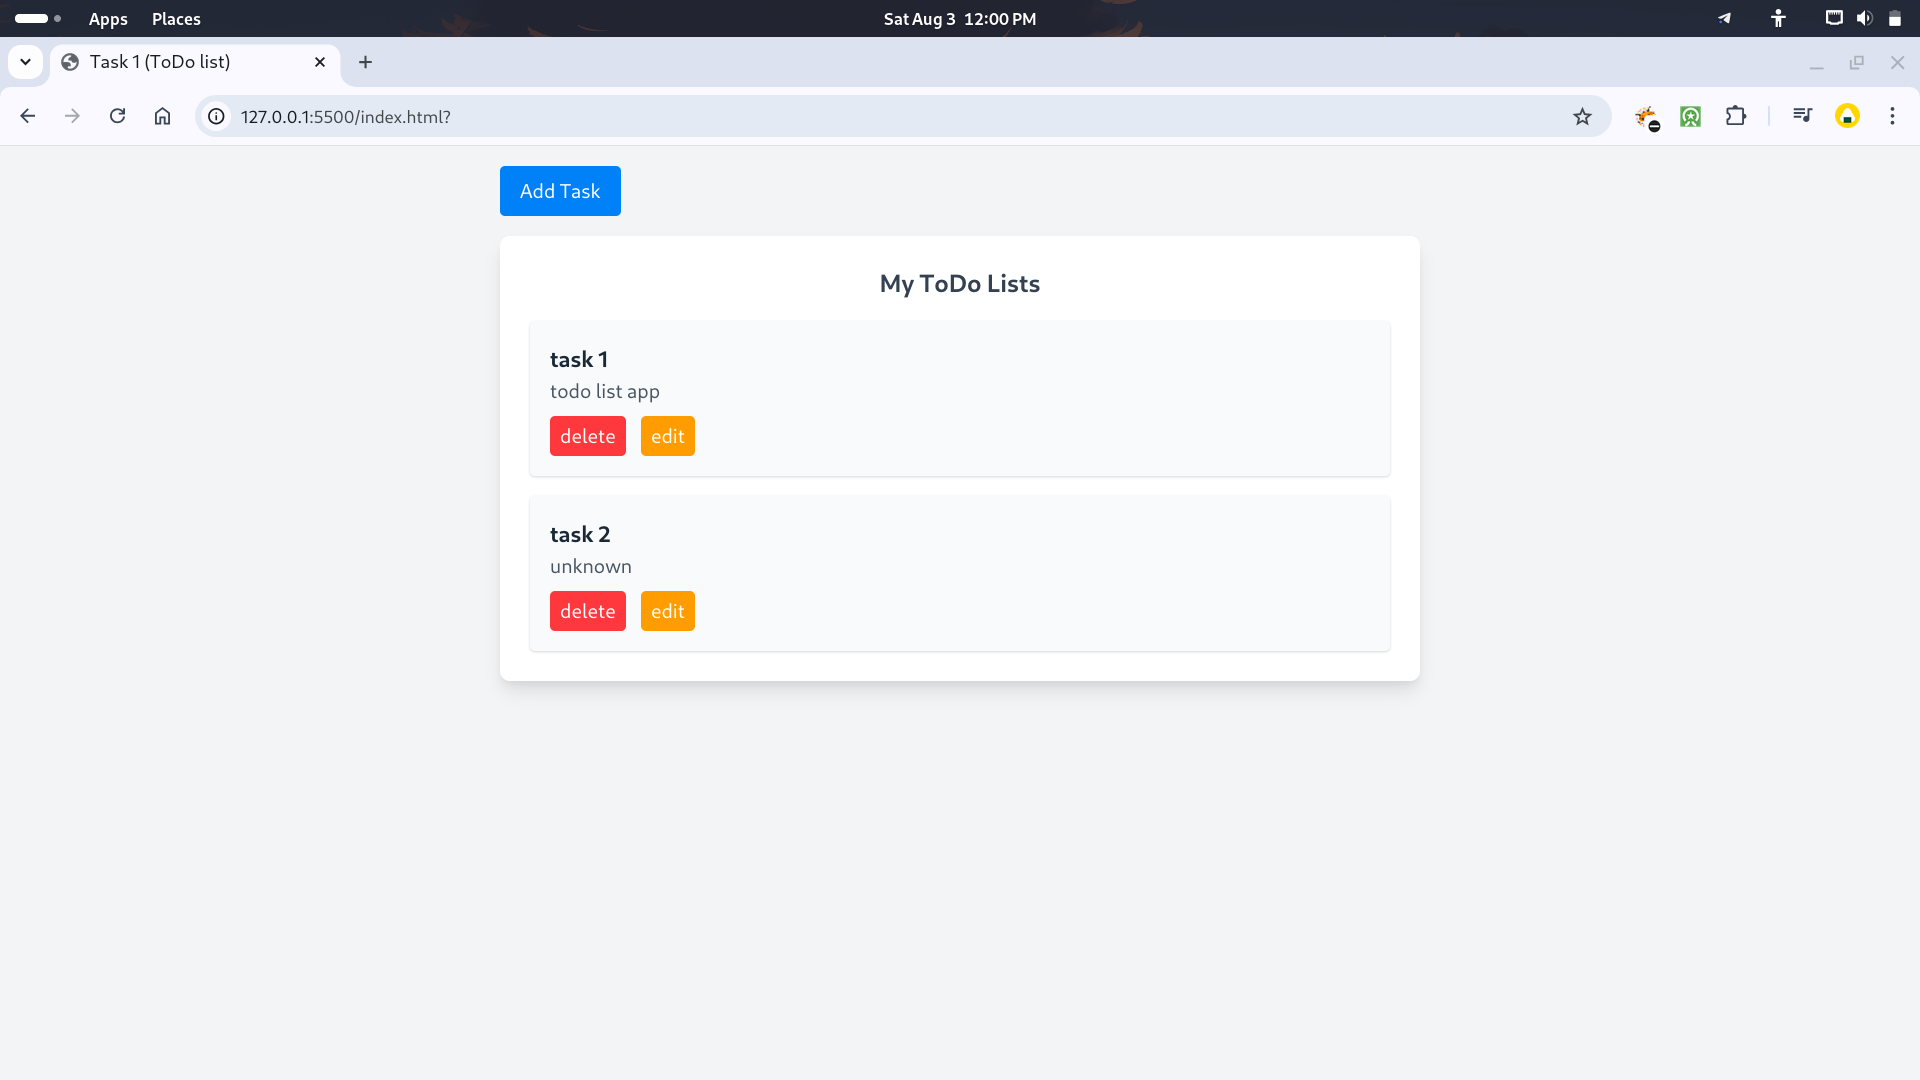 Apps Places Sat Aug 3 12:00 PM
Task 1 (ToDo list)
127.0.0.1:5500/index.html?
Add Task
My ToDo Lists
task 1
todo list app
delete edit
task 2
unknown
delete edit